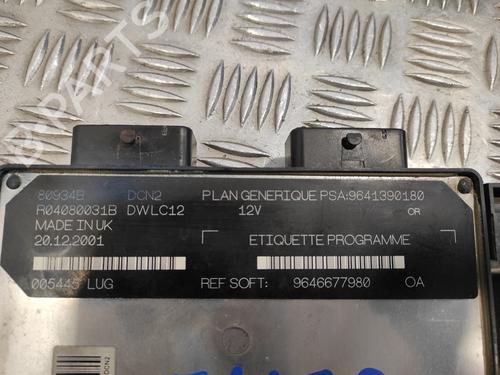 B-PARTS
80934B DCN2 PLAN GENERIQUE PSA:9641390180
R04080031B DWLC12 12V OR
MADE IN UK
20.12.2001 ETIQUETTE PROGRAMME
005445 LUG REF SOFT: 9646677980 OA
DCN2